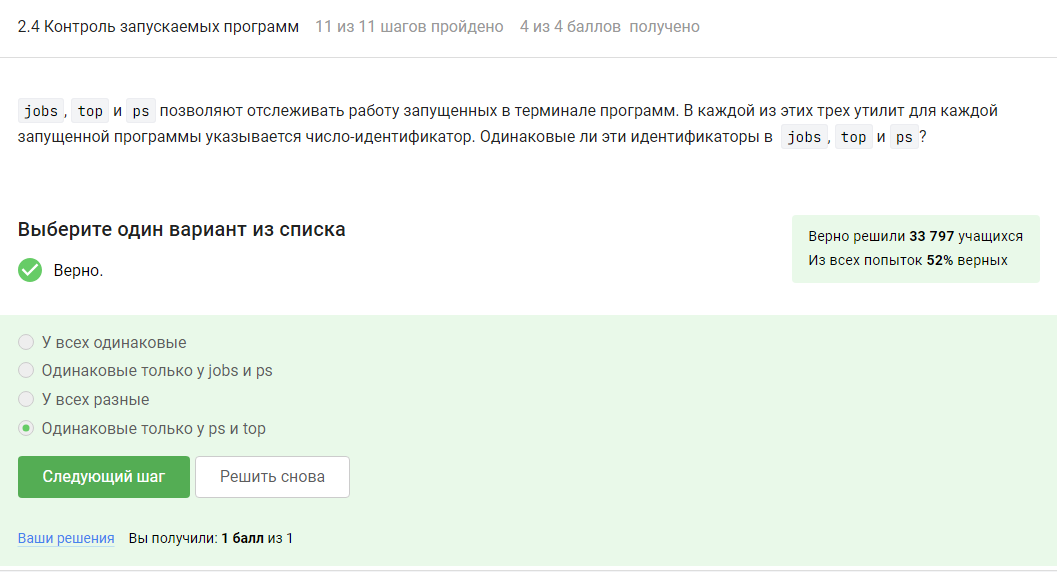 2.4 Контроль запускаемых программ 11 из 11 шагов пройдено 4 из 4 баллов получено
jobs, top и ps позволяют отслеживать работу запущенных в терминале программ. В каждой из этих трех утилит для каждой
запущенной программы указывается число-идентификатор. Одинаковые ли эти идентификаторы в jobs, top и ps?
Выберите один вариант из списка
Верно решили 33 797 учащихся
Из всех попыток 52% верных
Верно.
У всех одинаковые
Одинаковые только у jobs и ps
У всех разные
Одинаковые только у ps и top
Следующий шаг Решить снова
Ваши решения Вы получили: 1 балл из 1